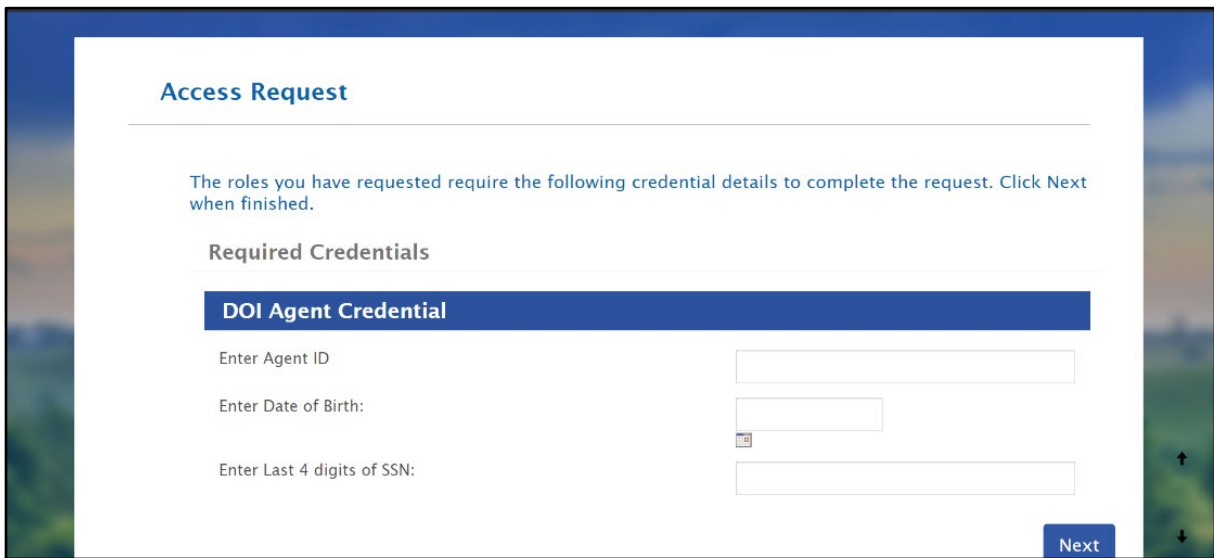 Access Request
The roles you have requested require the following credential details to complete the request. Click Next
when finished.
Required Credentials
DOI Agent Credential
Enter Agent ID
Enter Date of Birth:
Enter Last 4 digits of SSN:
Next